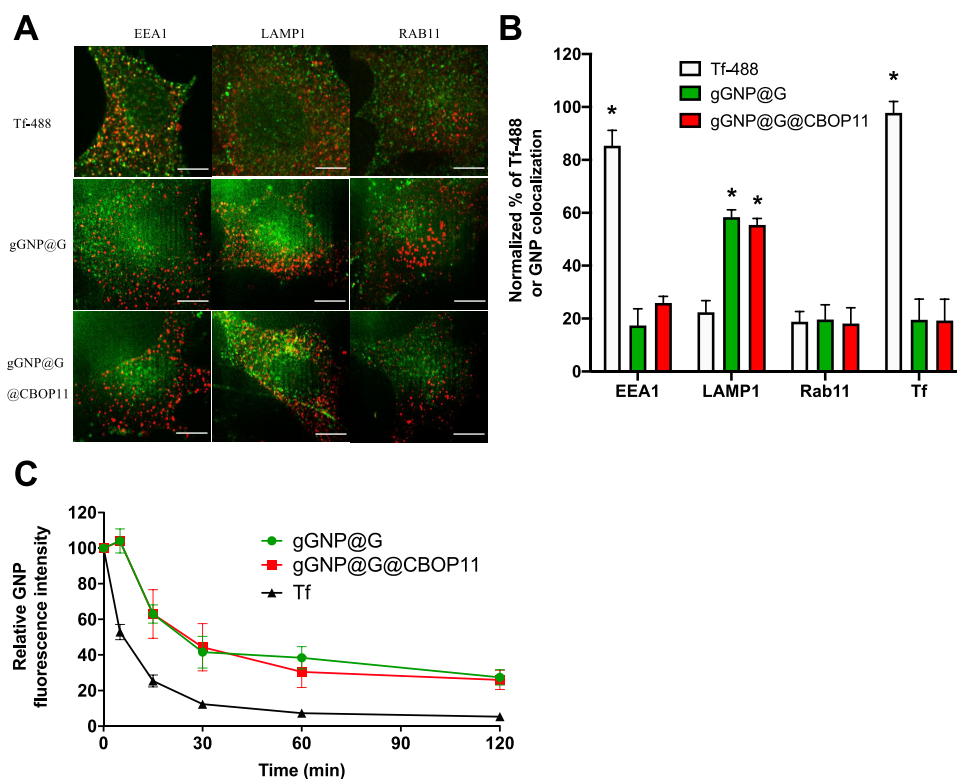 A
EEA1 LAMP1 RAB11
Tf-488
gGNP@G
gGNP@G
@CBOP11
B
Normalized % of Tf-488
or GNP colocalization
120
100
80
60
40
20
0
Tf-488
gGNP@G
gGNP@G@CBOP11
*
*
*
*
EEA1 LAMP1 Rab11 Tf
C
Relative GNP
fluorescence intensity
120
100
80
60
40
20
0
gGNP@G
gGNP@G@CBOP11
Tf
0 30 60 90 120
Time (min)